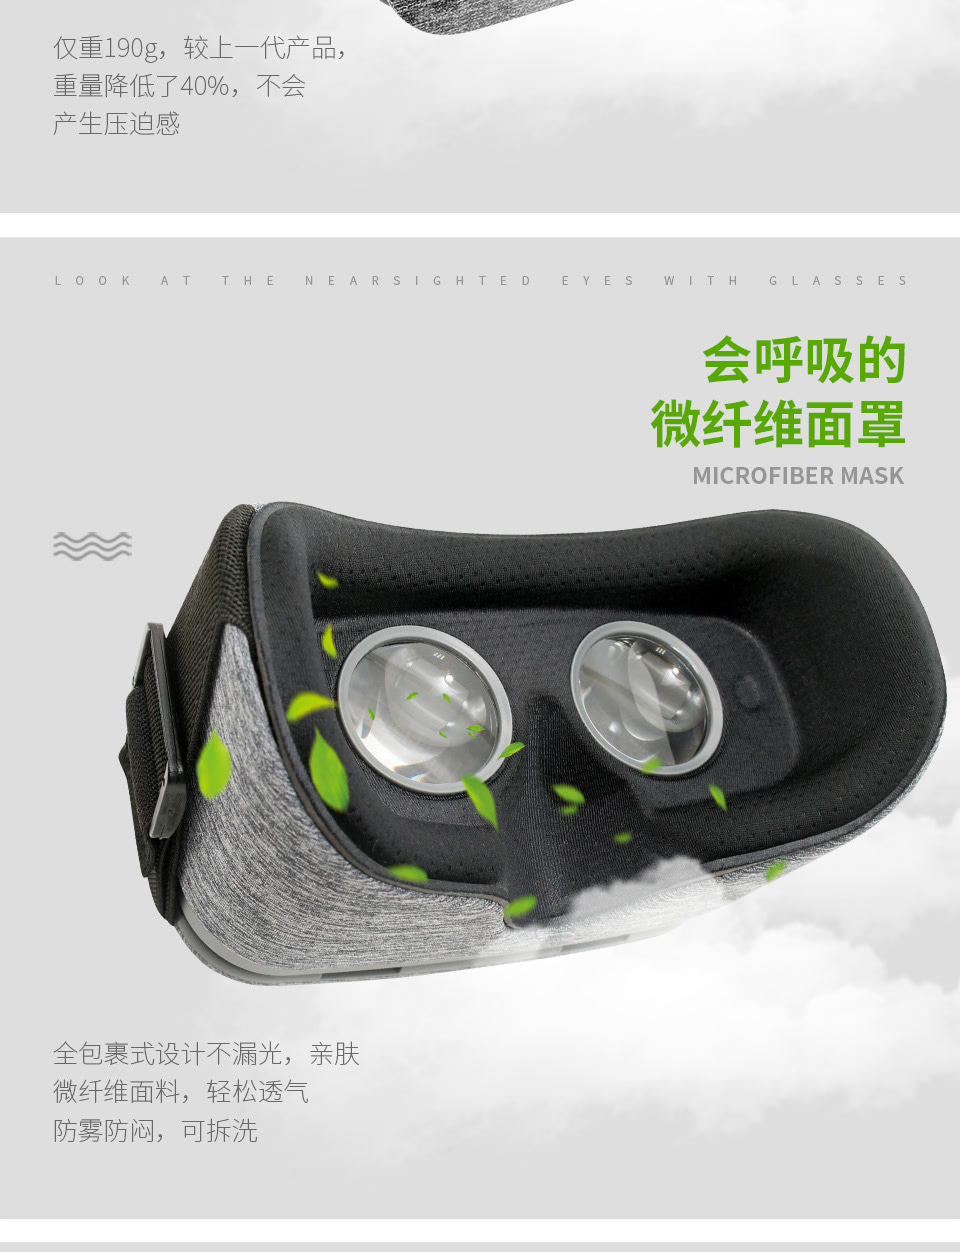 仅重190g，较上一代产品，
重量降低了40%，不会
产生压迫感
LOOK AT THE NEARSIGHTED EYES WITH GLASSES
会呼吸的
微纤维面罩
MICROFIBER MASK
全包裹式设计不漏光，亲肤
微纤维面料，轻松透气
防雾防闷，可拆洗